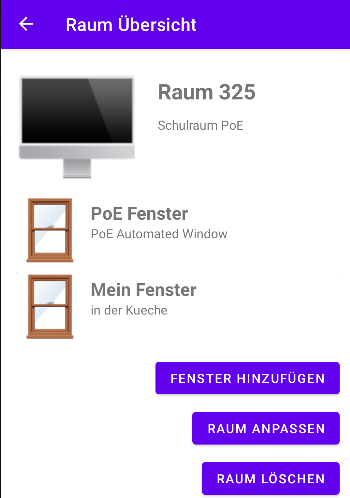 Raum Übersicht
Raum 325
Schulraum PoE
PoE Fenster
PoE Automated Window
Mein Fenster
in der Kueche
FENSTER HINZUFÜGEN
RAUM ANPASSEN
RAUM LÖSCHEN